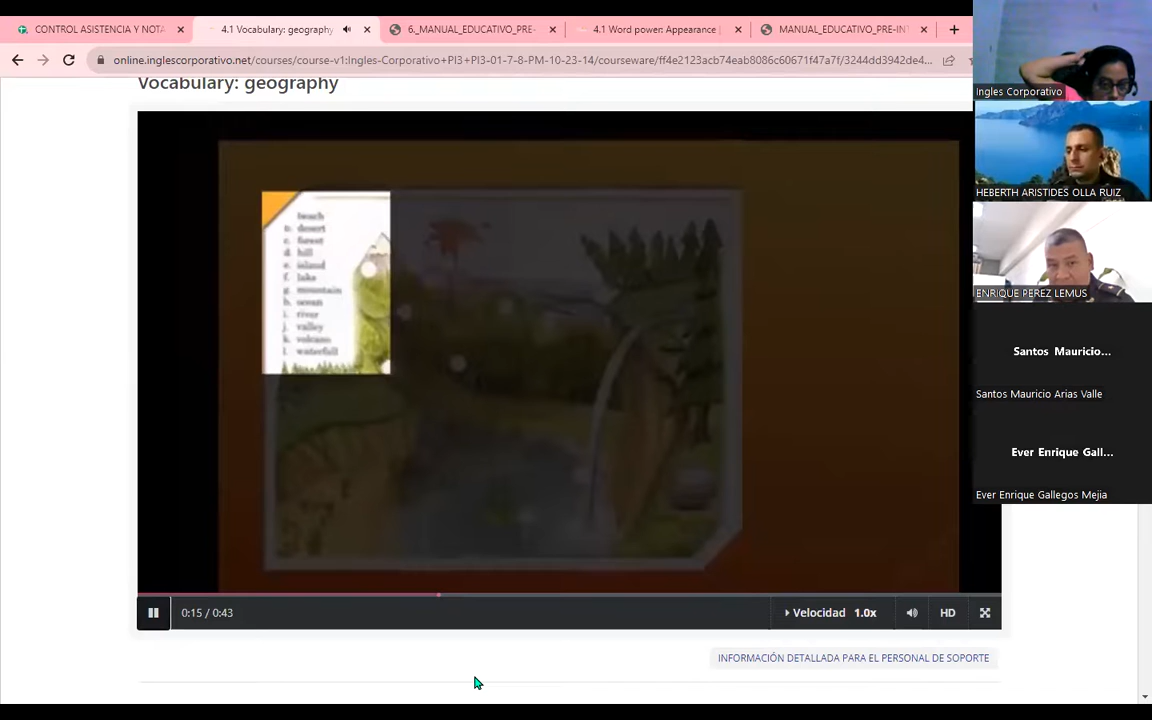 CONTROL ASISTENCIA Y NOTA
4.1 Vocabulary: geography
6_MANUAL_EDUCATIVO_PRE-
4.1 Word power: Appearance |
MANUAL_EDUCATIVO_PRE-INT
online.inglescorporativo.net/courses/course-v1:Ingles-Corporativo+PI3+PI3-01-7-8-PM-10-23-14/courseware/ff4e2123acb74eab8086c60671f47a7f/3244dd3942de4...
Vocabulary: geography
beach
b. desert
c. forest
d. hill
e. island
f. lake
g. mountain
h. ocean
i. river
j. valley
k. volcano
l. waterfall
0:15 / 0:43
Velocidad 1.0x
HD
INFORMACIÓN DETALLADA PARA EL PERSONAL DE SOPORTE
Ingles Corporativo
HEBERTH ARISTIDES OLLA RUIZ
ENRIQUE PEREZ LEMUS
Santos Mauricio...
Santos Mauricio Arias Valle
Ever Enrique Gall...
Ever Enrique Gallegos Mejia